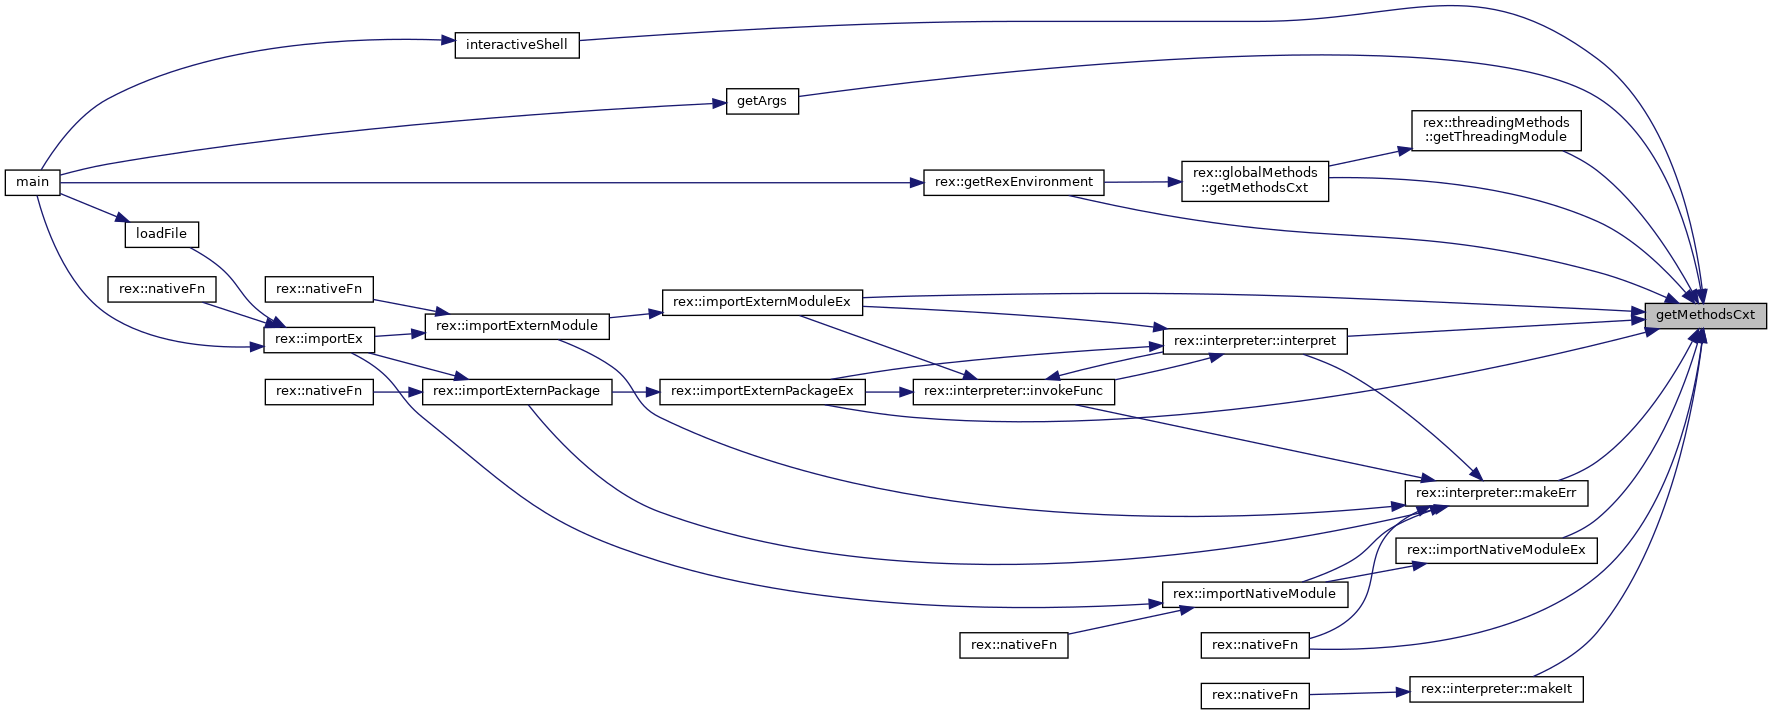 interactiveShell
getArgs
rex::threadingMethods
::getThreadingModule
main
rex::getRexEnvironment
rex::globalMethods
::getMethodsCxt
loadFile
rex::nativeFn
rex::nativeFn
rex::importExternModuleEx
getMethodsCxt
rex::importEx
rex::importExternModule
rex::interpreter::interpret
rex::nativeFn
rex::importExternPackage
rex::importExternPackageEx
rex::interpreter::invokeFunc
rex::interpreter::makeErr
rex::importNativeModuleEx
rex::importNativeModule
rex::nativeFn
rex::nativeFn
rex::nativeFn
rex::interpreter::makeIt